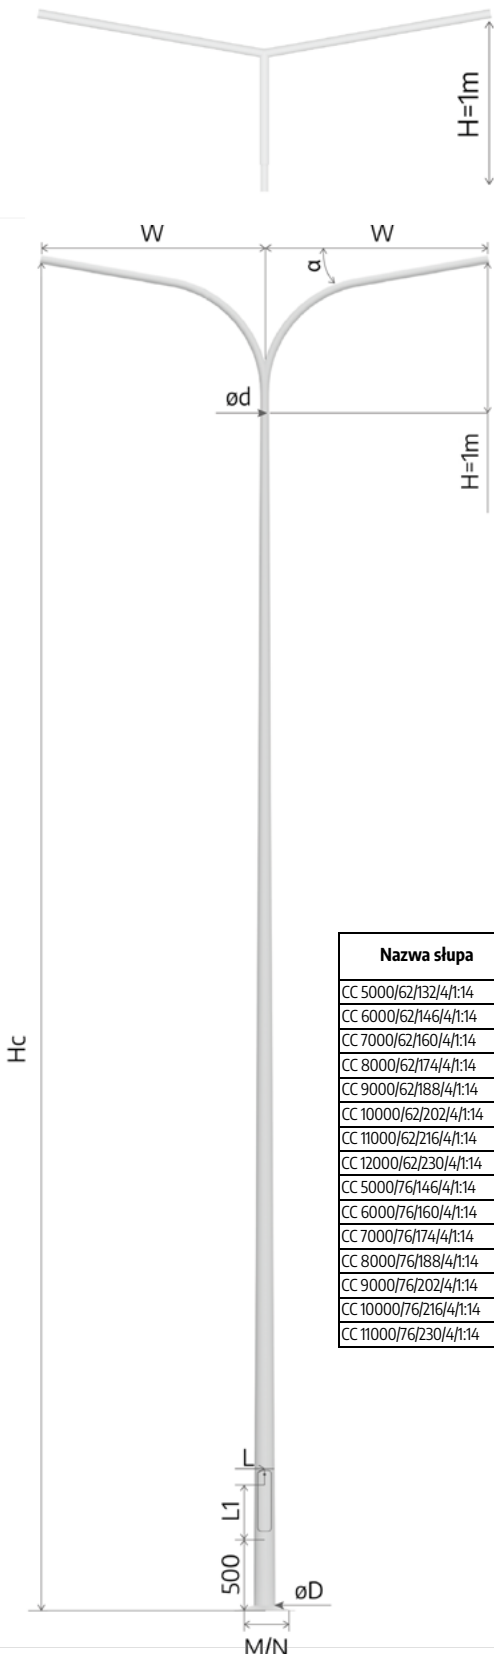 H=1m
W
W
α
ød
H=1m
Hc
Nazwa słupa
CC 5000/62/132/4/1:14
CC 6000/62/146/4/1:14
CC 7000/62/160/4/1:14
CC 8000/62/174/4/1:14
CC 9000/62/188/4/1:14
CC 10000/62/202/4/1:14
CC 11000/62/216/4/1:14
CC 12000/62/230/4/1:14
CC 5000/76/146/4/1:14
CC 6000/76/160/4/1:14
CC 7000/76/174/4/1:14
CC 8000/76/188/4/1:14
CC 9000/76/202/4/1:14
CC 10000/76/216/4/1:14
CC 11000/76/230/4/1:14
L
L1
500
øD
M/N